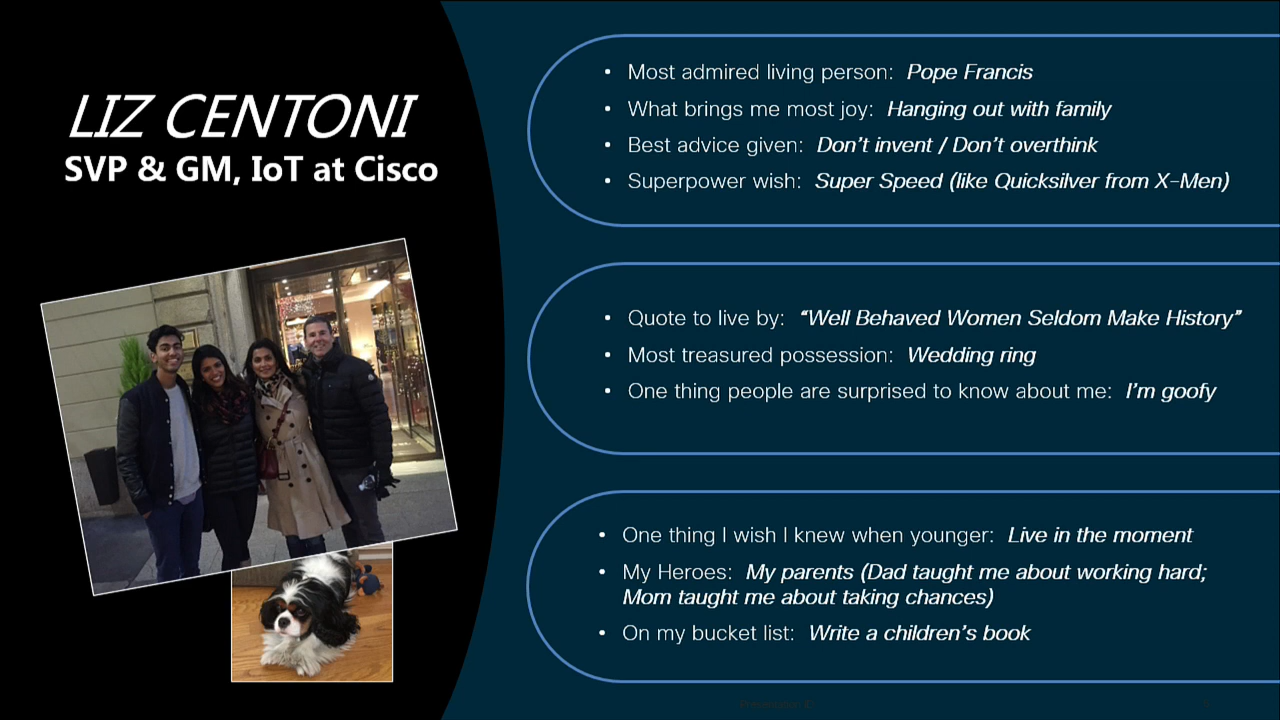 LIZ CENTONI
SVP & GM, IoT at Cisco
• Most admired living person: Pope Francis
• What brings me most joy: Hanging out with family
• Best advice given: Don’t invent / Don’t overthink
• Superpower wish: Super Speed (like Quicksilver from X-Men)
• Quote to live by: “Well Behaved Women Seldom Make History”
• Most treasured possession: Wedding ring
• One thing people are surprised to know about me: I’m goofy
• One thing I wish I knew when younger: Live in the moment
• My Heroes: My parents (Dad taught me about working hard;
Mom taught me about taking chances)
• On my bucket list: Write a children’s book